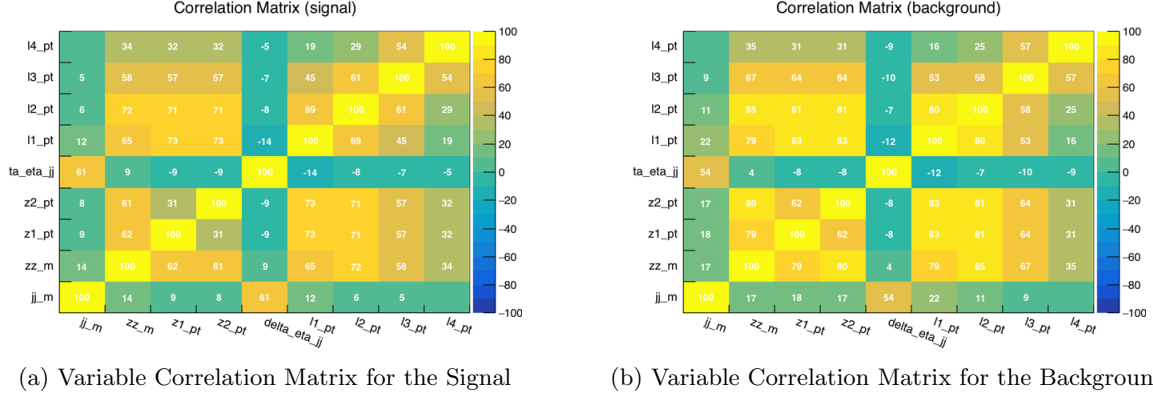 Correlation Matrix (signal)
l4_pt 34 32 32 -5 19 29 54 100
l3_pt 5 58 57 57 -7 45 61 100 54
l2_pt 6 72 71 71 -8 69 100 61 29
l1_pt 12 65 73 73 -14 100 69 45 19
ta_eta_jj 61 9 -9 -9 100 -14 -8 -7 -5
z2_pt 8 61 31 100 -9 73 71 57 32
z1_pt 9 62 100 31 -9 73 71 57 32
zz_m 14 100 62 61 9 65 72 58 34
jj_m 100 14 9 8 61 12 6 5
jj_m zz_m z1_pt z2_pt delta_eta_jj l1_pt l2_pt l3_pt l4_pt
100
80
60
40
20
0
−20
−40
−60
−80
−100
Correlation Matrix (background)
l4_pt 35 31 31 -9 16 25 57 100
l3_pt 9 67 64 64 -10 53 58 100 57
l2_pt 11 85 81 81 -7 80 100 58 25
l1_pt 22 79 83 83 -12 100 80 53 16
ta_eta_jj 54 4 -8 -8 100 -12 -7 -10 -9
z2_pt 17 80 62 100 -8 83 81 64 31
z1_pt 18 79 100 62 -8 83 81 64 31
zz_m 17 100 79 80 4 79 85 67 35
jj_m 100 17 18 17 54 22 11 9
jj_m zz_m z1_pt z2_pt delta_eta_jj l1_pt l2_pt l3_pt l4_pt
100
80
60
40
20
0
−20
−40
−60
−80
−100
(a) Variable Correlation Matrix for the Signal
(b) Variable Correlation Matrix for the Backgroun